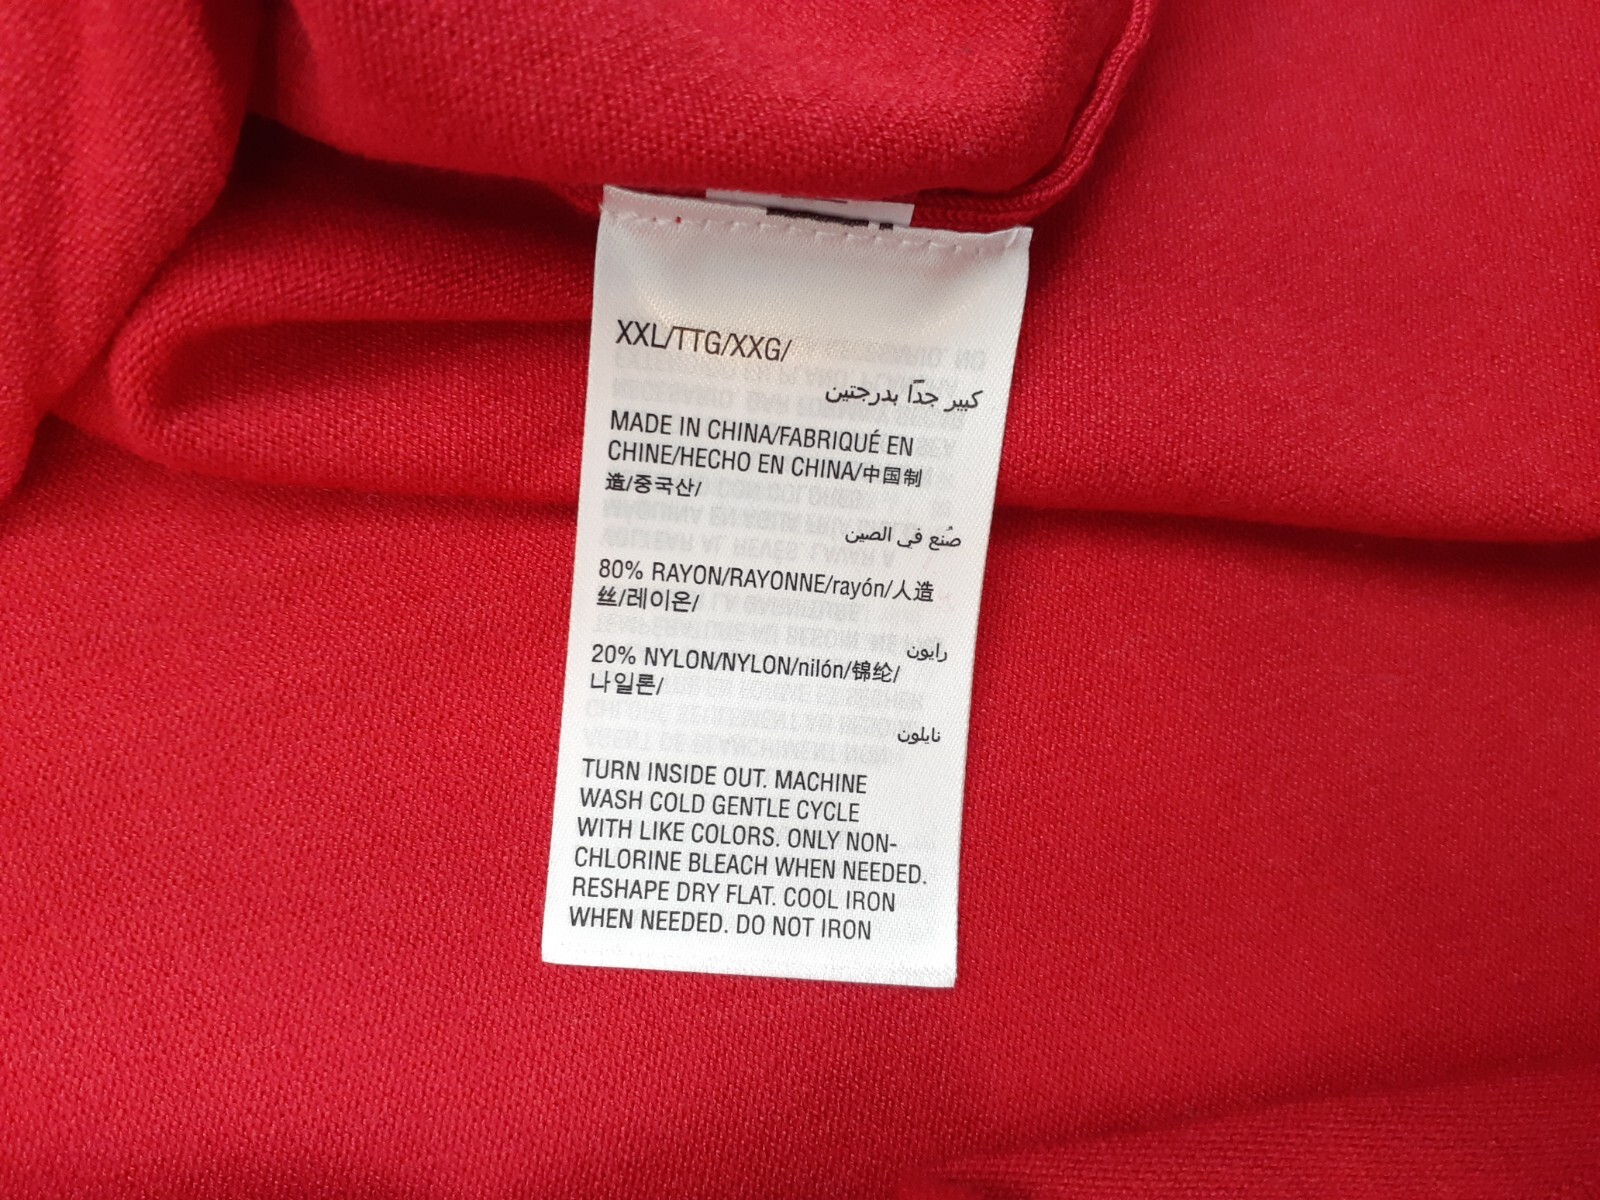 XXL/TTG/XXG/
كبير جدًا بدرجتين
MADE IN CHINA/FABRIQUÉ EN
CHINE/HECHO EN CHINA/中国制
造/중국산/
صُنع في الصين
80% RAYON/RAYONNE/rayón/人造
丝/레이온/
رايون
20% NYLON/NYLON/nilón/锦纶/
나일론/
نايلون
TURN INSIDE OUT. MACHINE
WASH COLD GENTLE CYCLE
WITH LIKE COLORS. ONLY NON-
CHLORINE BLEACH WHEN NEEDED.
RESHAPE DRY FLAT. COOL IRON
WHEN NEEDED. DO NOT IRON